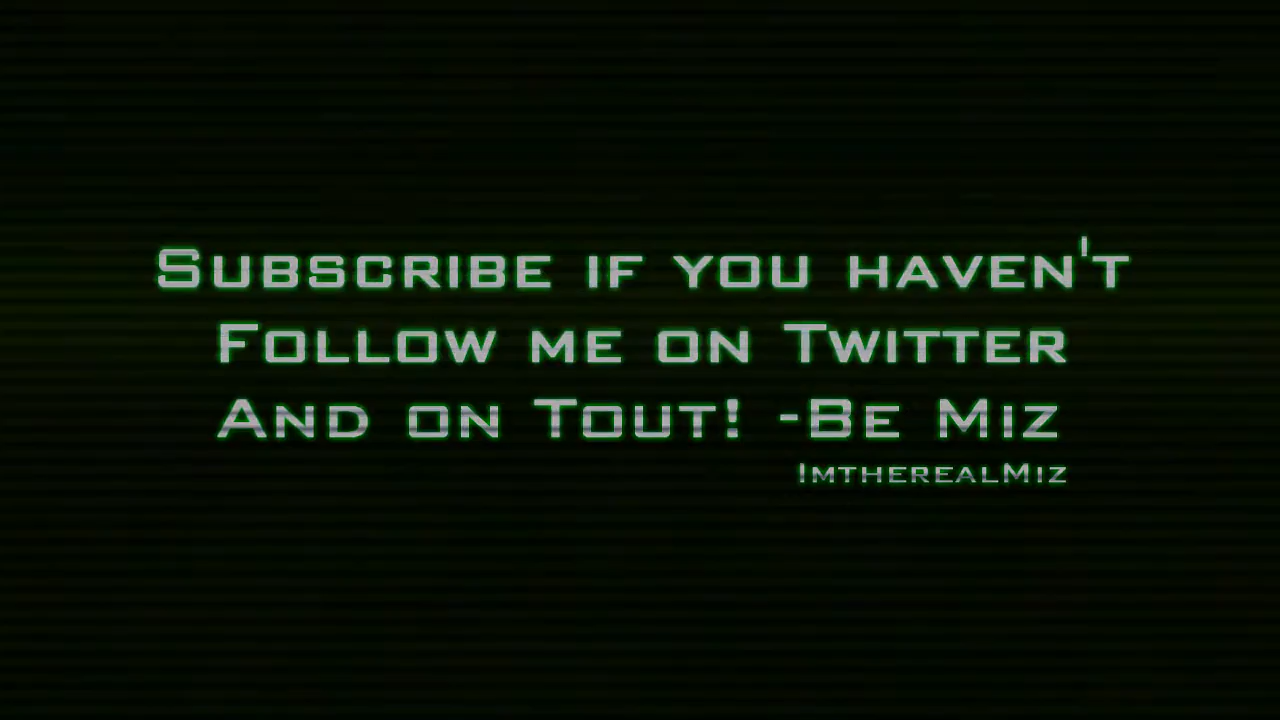 Subscribe if you haven't
Follow me on Twitter
And on Tout! -Be Miz
ImtherealMiz